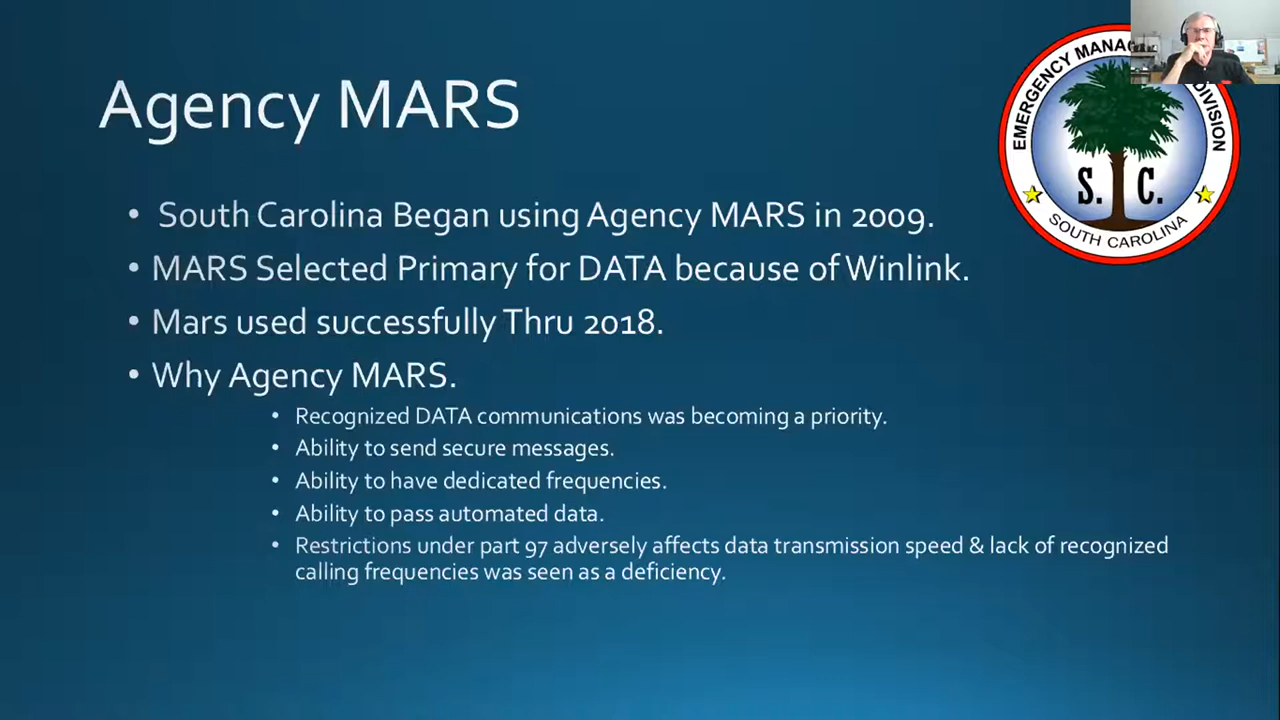 Agency MARS
• South Carolina Began using Agency MARS in 2009.
• MARS Selected Primary for DATA because of Winlink.
• Mars used successfully Thru 2018.
• Why Agency MARS.
• Recognized DATA communications was becoming a priority.
• Ability to send secure messages.
• Ability to have dedicated frequencies.
• Ability to pass automated data.
• Restrictions under part 97 adversely affects data transmission speed & lack of recognized
calling frequencies was seen as a deficiency.
EMERGENCY DIVISION
S. C.
SOUTH CAROLINA